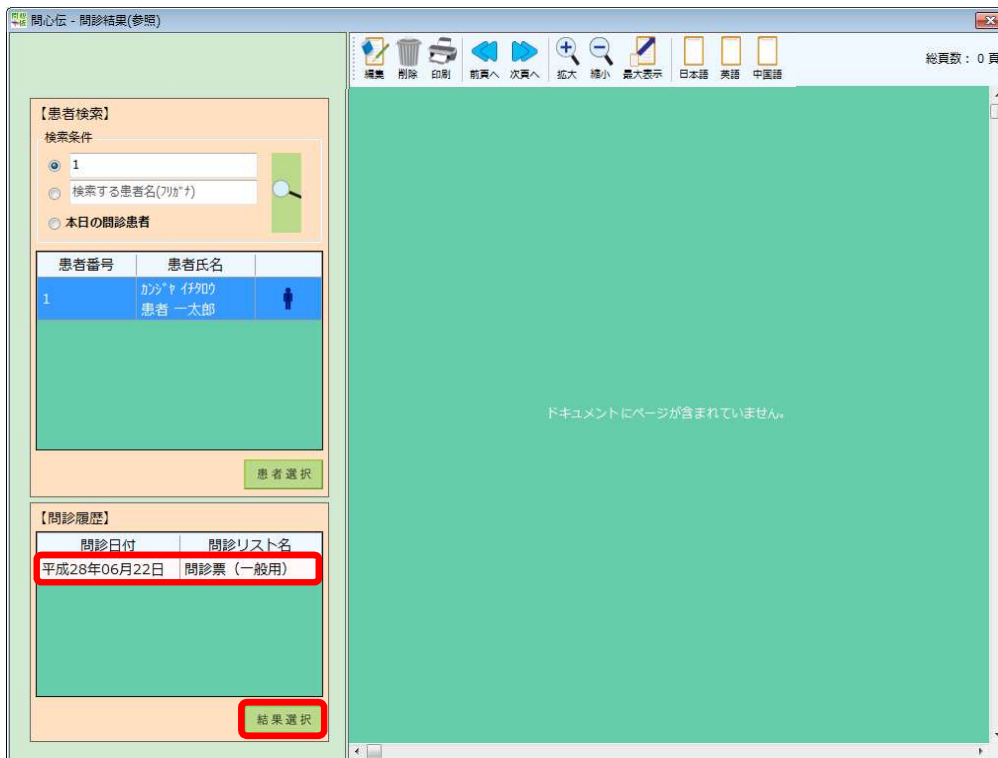 問心伝 - 問診結果(参照)
編集 削除 印刷 前頁へ 次頁へ 拡大 縮小 最大表示 日本語 英語 中国語
総頁数： 0 頁
【患者検索】
検索条件
1
検索する患者名(フリガナ)
本日の問診患者
患者番号 患者氏名
1
カンジャ イチタロウ
患者 一太郎
患者選択
【問診履歴】
問診日付 問診リスト名
平成28年06月22日 問診票（一般用）
結果選択
ドキュメントにページが含まれていません。